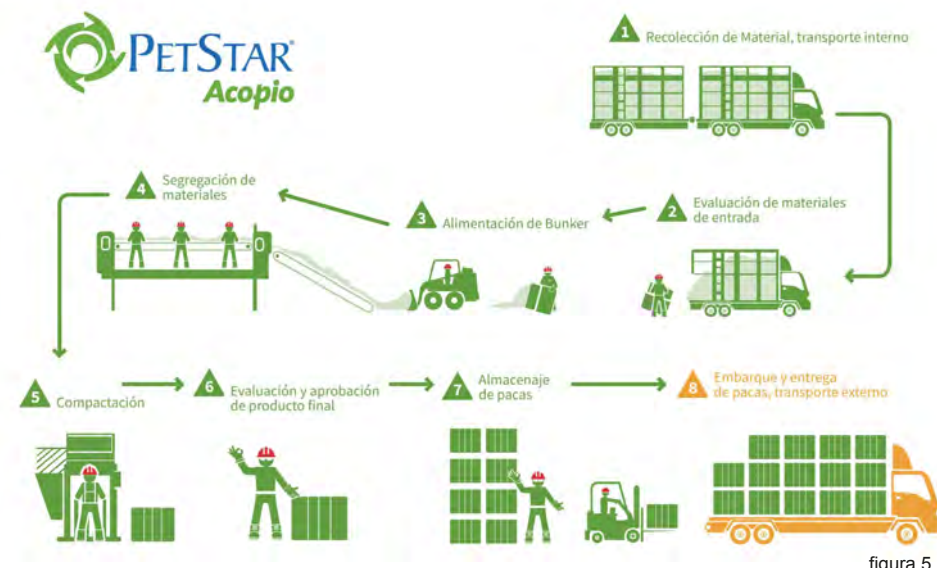 PETSTAR®
Acopio
1 Recolección de Material, transporte interno
2 Evaluación de materiales
de entrada
3 Alimentación de Bunker
4 Segregación de
materiales
5 Compactación
6 Evaluación y aprobación
de producto final
7 Almacenaje
de pacas
8 Embarque y entrega
de pacas, transporte externo
figura 5